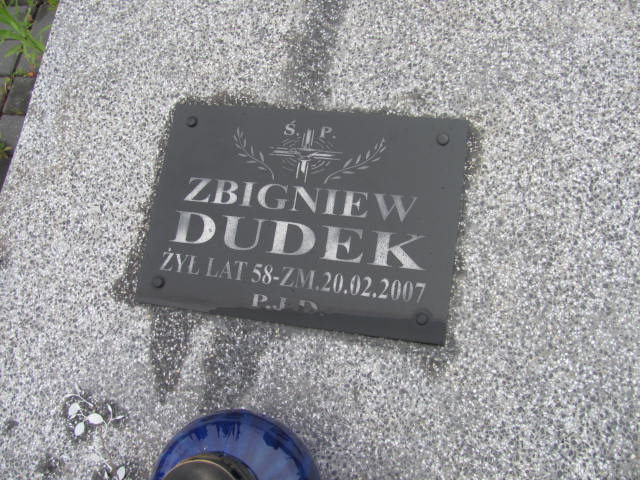 Ś. P.
ZBIGNIEW
DUDEK
ŻYŁ LAT 58-ZM.20.02.2007
P.J.D.